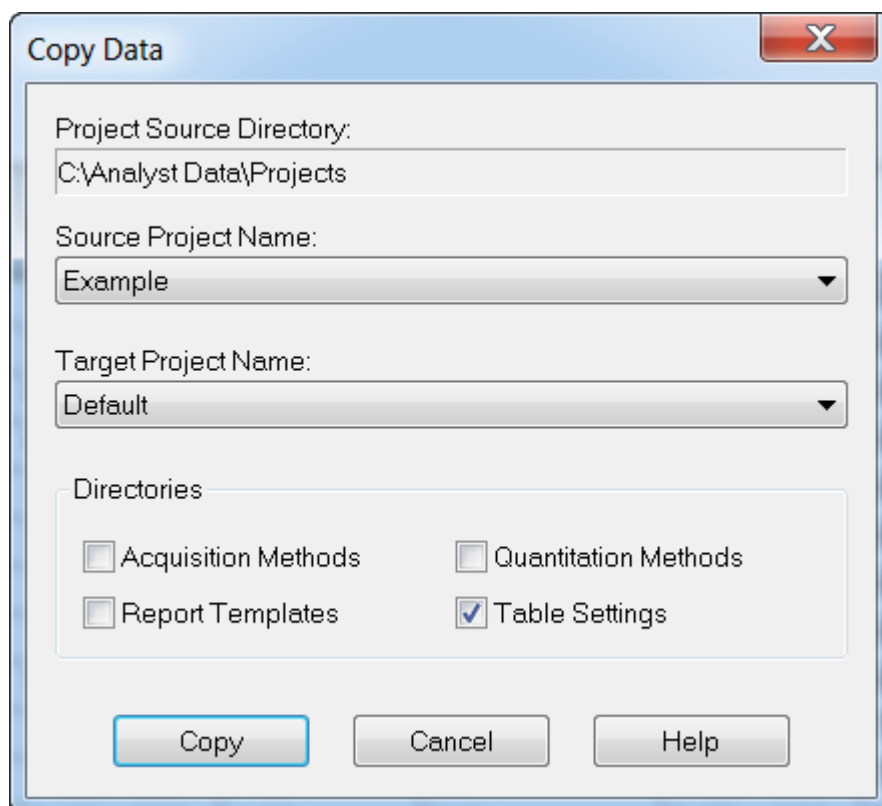 Copy Data
Project Source Directory:
C:\Analyst Data\Projects
Source Project Name:
Example
Target Project Name:
Default
Directories
Acquisition Methods
Quantitation Methods
Report Templates
Table Settings
Copy
Cancel
Help